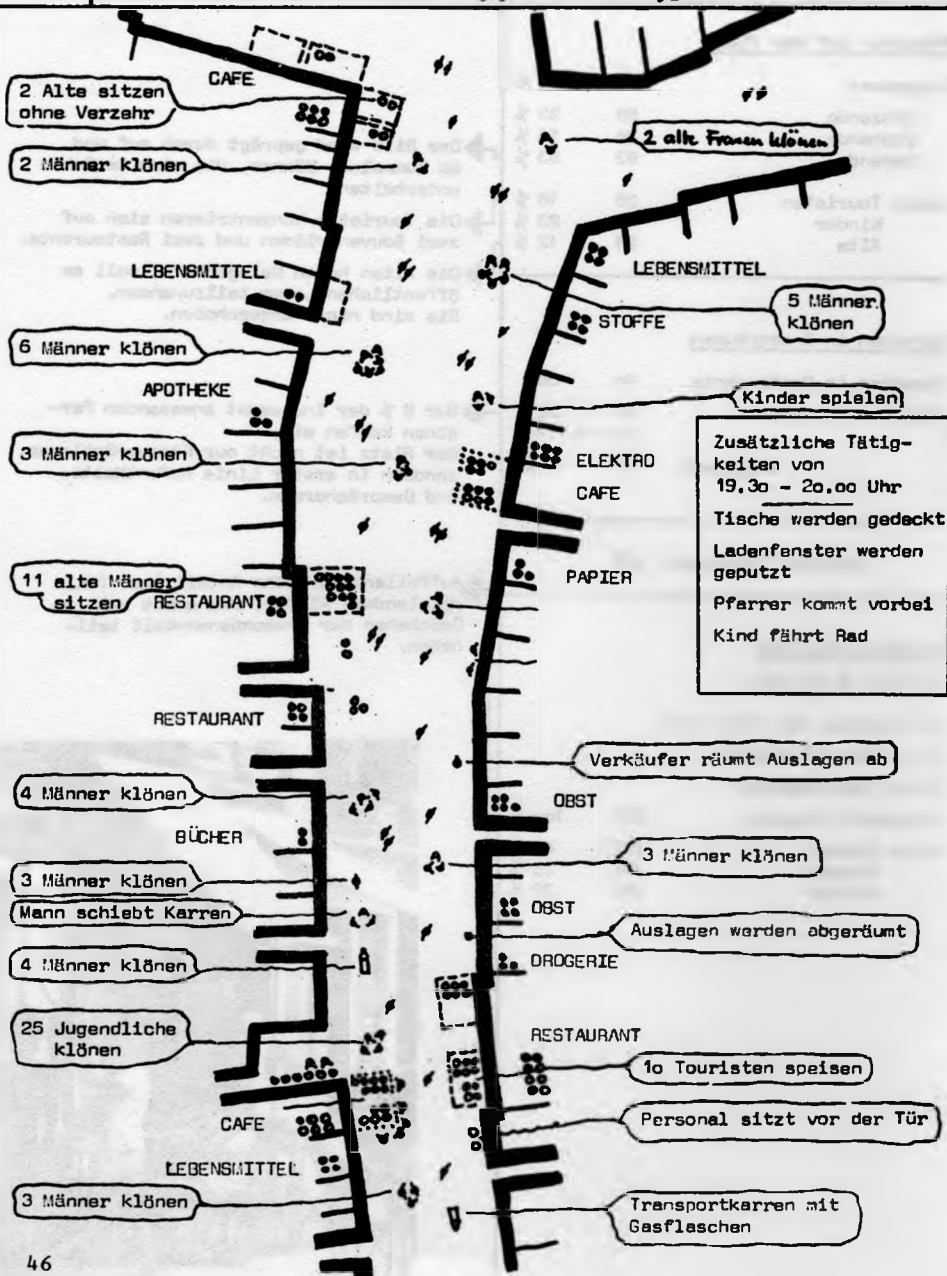 CAFE
2 Alte sitzen
ohne Verzehr
2 Männer klönen
LEBENSMITTEL
6 Männer klönen
APOTHEKE
3 Männer klönen
11 alte Männer
sitzen
RESTAURANT
RESTAURANT
4 Männer klönen
BÜCHER
3 Männer klönen
Mann schiebt Karren
4 Männer klönen
25 Jugendliche
klönen
CAFE
LEBENSMITTEL
3 Männer klönen
46
2 alte Frauen klönen
LEBENSMITTEL
5 Männer
klönen
STOFFE
Kinder spielen
ELEKTRO
CAFE
Zusätzliche Tätig-
keiten von
19.30 - 20.00 Uhr
Tische werden gedeckt
Ladenfenster werden
geputzt
Pfarrer kommt vorbei
Kind fährt Rad
PAPIER
Verkäufer räumt Auslagen ab
OBST
3 Männer klönen
OBST
Auslagen werden abgeräumt
DROGERIE
RESTAURANT
10 Touristen speisen
Personal sitzt vor der Tür
Transportkarren mit
Gasflaschen